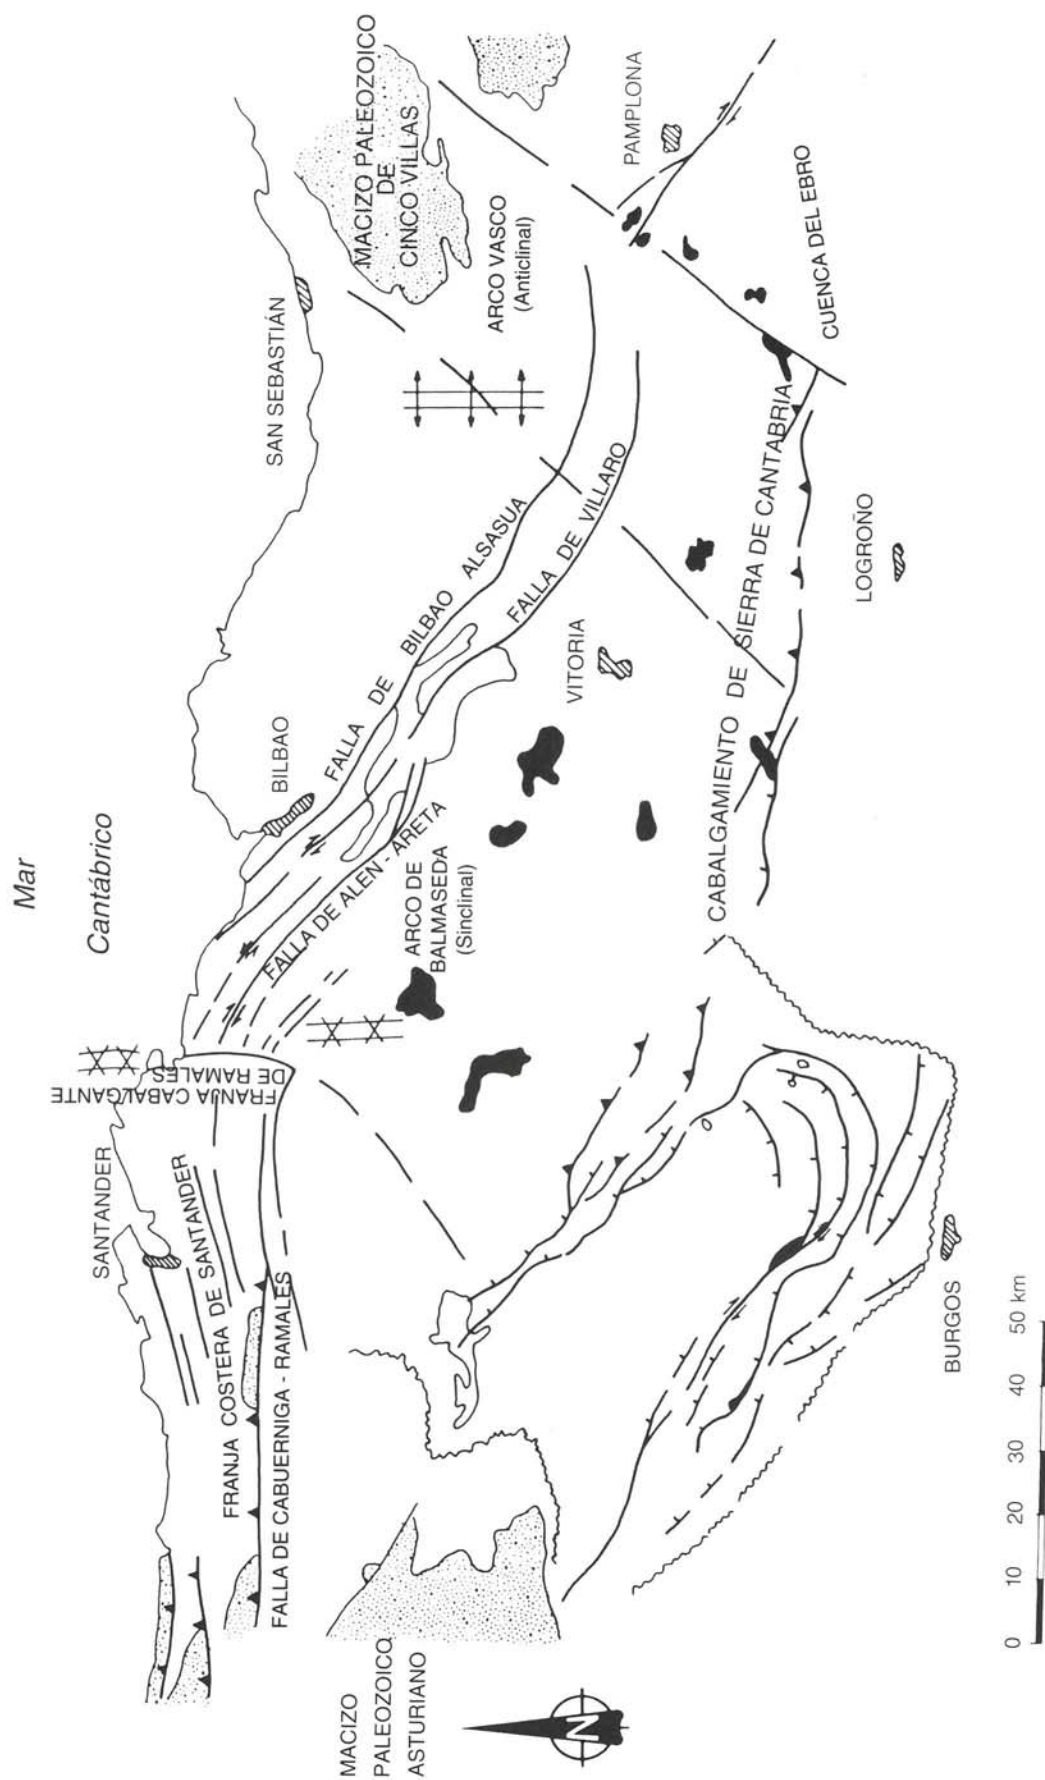 Mar
Cantábrico
SANTANDER
FRANJA CABALGANTE
DE RAMALES
BILBAO
SAN SEBASTIÁN
MACIZO PALEOZOICO
DE
CINCO VILLAS
FRANJA COSTERA DE SANTANDER
FALLA DE CABUERNIGA - RAMALES
FALLA DE BILBAO ALSASUA
FALLA DE ALEN - ARETA
FALLA DE VILLARO
ARCO VASCO
(Anticlinal)
ARCO DE
BALMASEDA
(Sinclinal)
MACIZO
PALEOZOICO
ASTURIANO
N
VITORIA
PAMPLONA
CABALGAMIENTO DE SIERRA DE CANTABRIA
CUENCA DEL EBRO
LOGROÑO
BURGOS
0 10 20 30 40 50 km